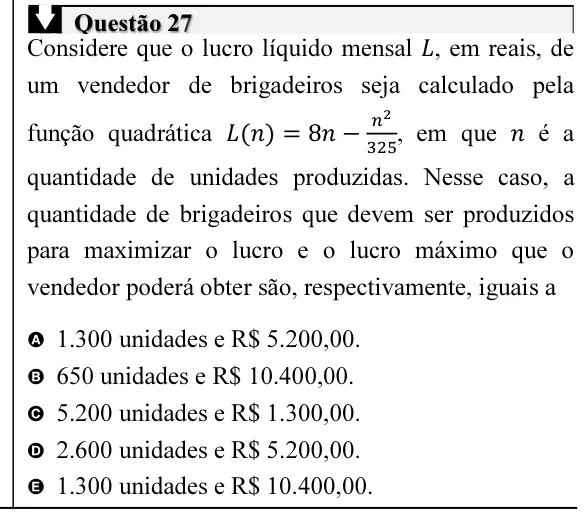 Questão 27
Considere que o lucro líquido mensal L, em reais, de
um vendedor de brigadeiros seja calculado pela
função quadrática L(n) = 8n − n²/325, em que n é a
quantidade de unidades produzidas. Nesse caso, a
quantidade de brigadeiros que devem ser produzidos
para maximizar o lucro e o lucro máximo que o
vendedor poderá obter são, respectivamente, iguais a
A 1.300 unidades e R$ 5.200,00.
B 650 unidades e R$ 10.400,00.
C 5.200 unidades e R$ 1.300,00.
D 2.600 unidades e R$ 5.200,00.
E 1.300 unidades e R$ 10.400,00.